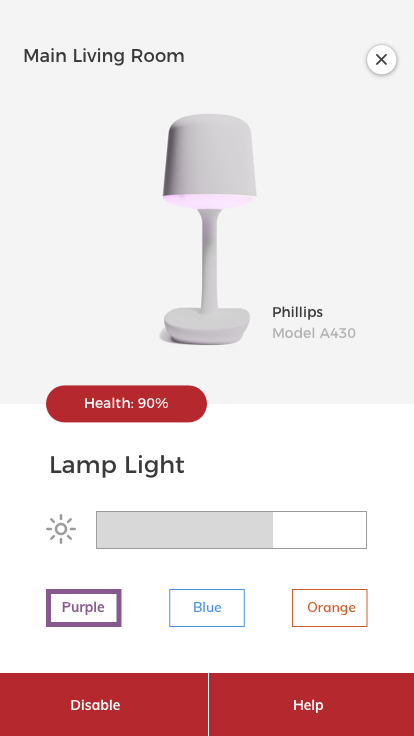 Main Living Room
Phillips
Model A430
Health: 90%
Lamp Light
Purple
Blue
Orange
Disable
Help